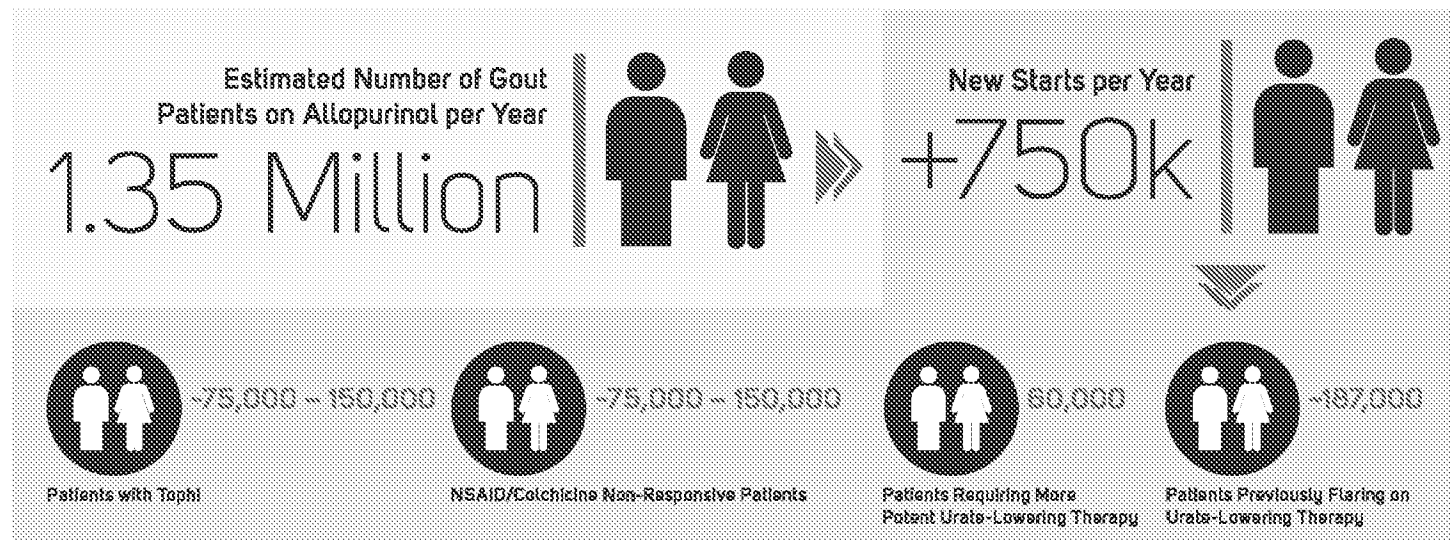 Estimated Number of Gout
Patients on Allopurinol per Year
1.35 Million
New Starts per Year
+750k
~75,000 – 150,000
Patients with Tophi
~75,000 – 150,000
NSAID/Colchicine Non-Responsive Patients
60,000
Patients Requiring More
Potent Urate-Lowering Therapy
~187,000
Patients Previously Flaring on
Urate-Lowering Therapy